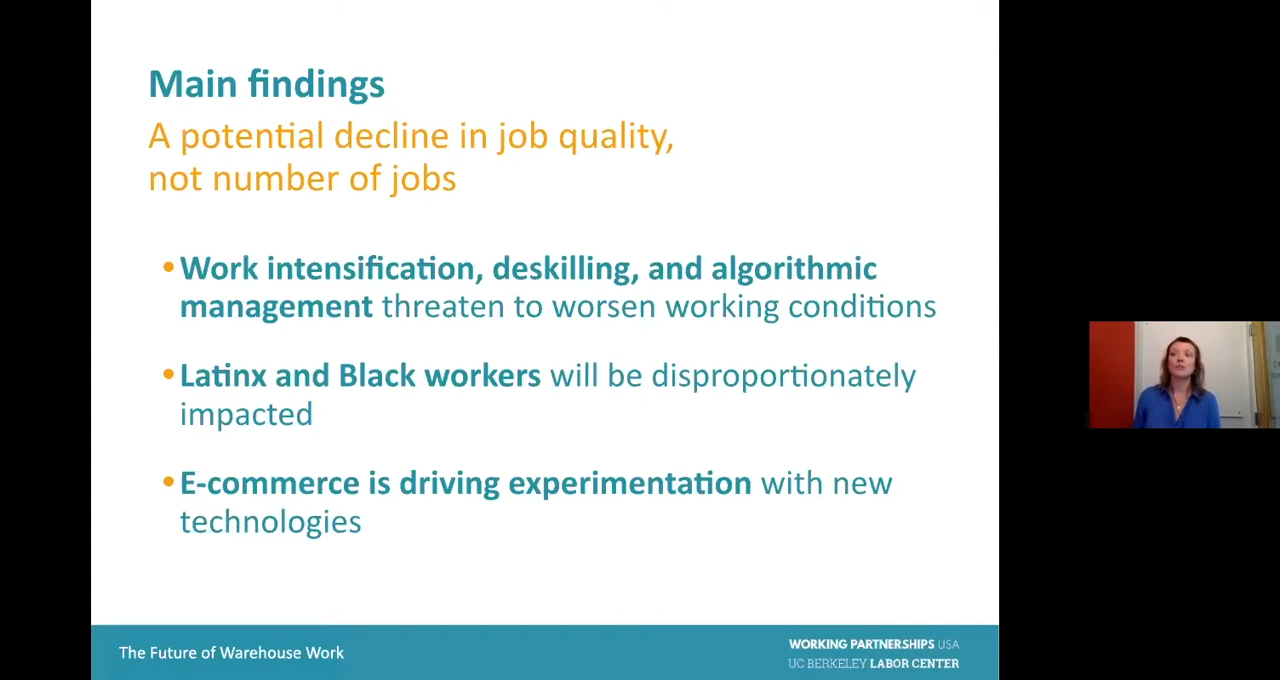 Main findings
A potential decline in job quality,
not number of jobs
•Work intensification, deskilling, and algorithmic
management threaten to worsen working conditions
•Latinx and Black workers will be disproportionately
impacted
•E-commerce is driving experimentation with new
technologies
The Future of Warehouse Work
WORKING PARTNERSHIPS USA
UC BERKELEY LABOR CENTER